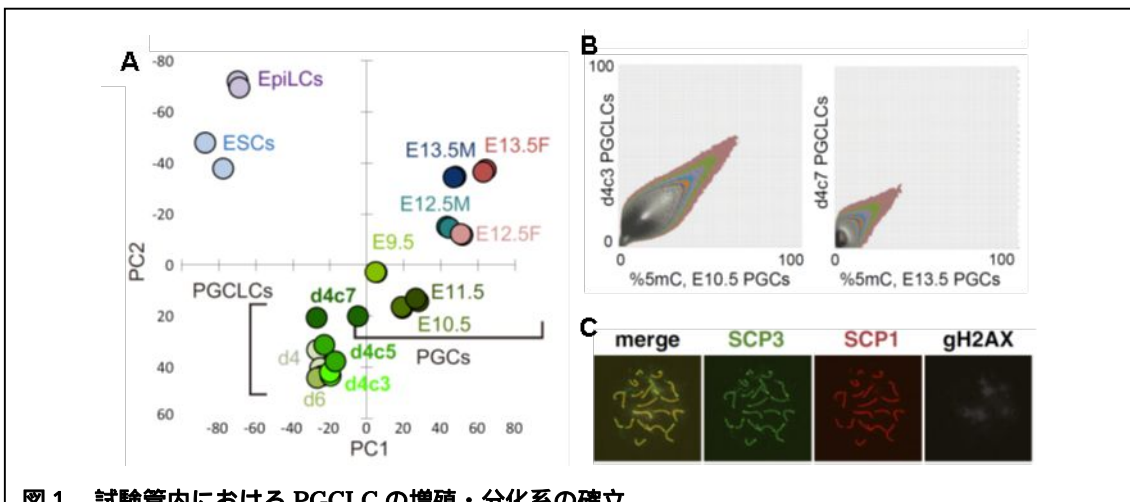 A
-80
EpiLCs
-60
ESCs
-40
E13.5M
E13.5F
-20
E12.5M
E12.5F
E9.5
PC2
0
PGCLCs
d4c7
E11.5
20
E10.5
d4
d4c5
PGCs
40
d4c3
d6
60
-80 -60 -40 -20 0 20 40 60 80
PC1
B
100
d4c3 PGCLCs
0
0 100
%5mC, E10.5 PGCs
d4c7 PGCLCs
0 100
%5mC, E13.5 PGCs
C
merge SCP3 SCP1 gH2AX
図 1 試験管内における PGCLC の増殖・分化系の確立